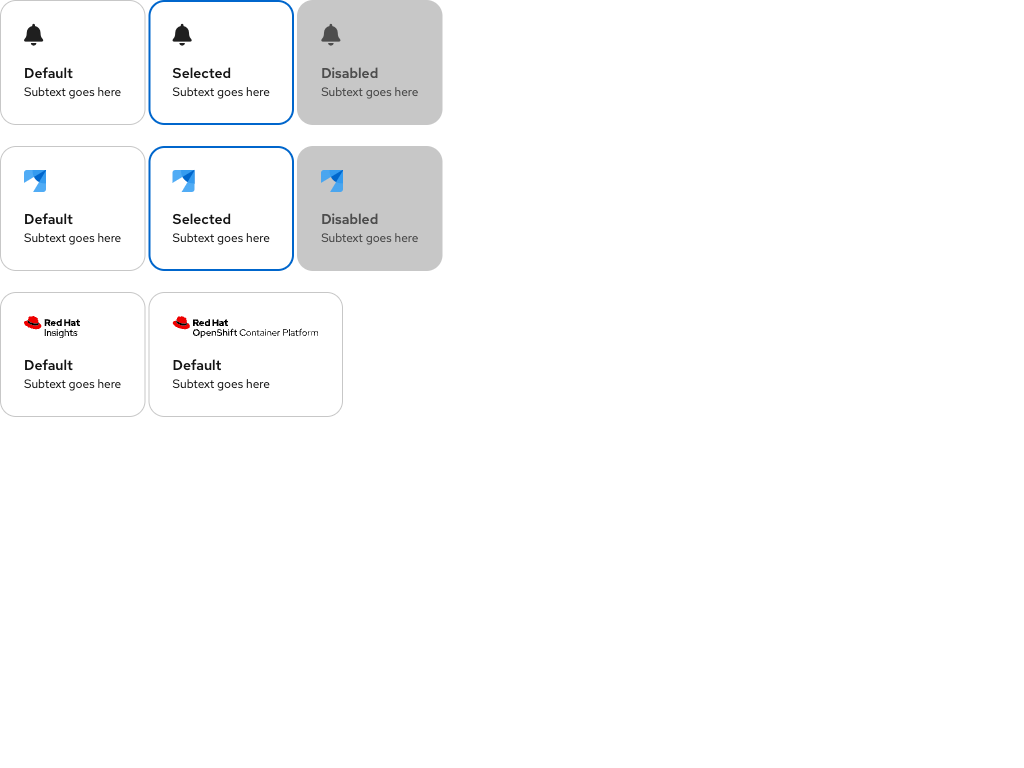 Default
Subtext goes here
Selected
Subtext goes here
Disabled
Subtext goes here
Default
Subtext goes here
Selected
Subtext goes here
Disabled
Subtext goes here
Red Hat
Insights
Default
Subtext goes here
Red Hat
OpenShift Container Platform
Default
Subtext goes here